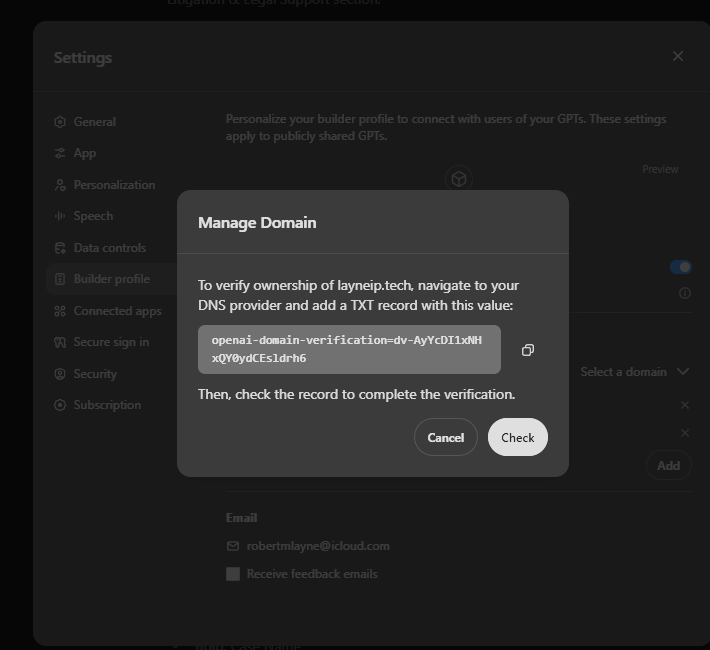 Litigation & Legal Support section.
Settings
General
App
Personalization
Speech
Data controls
Builder profile
Connected apps
Secure sign in
Security
Subscription
Personalize your builder profile to connect with users of your GPTs. These settings
apply to publicly shared GPTs.
Preview
Manage Domain
To verify ownership of layneip.tech, navigate to your
DNS provider and add a TXT record with this value:
openai-domain-verification=dv-AyYcDI1xNH
xQY0ydCEsldrh6
Then, check the record to complete the verification.
Cancel
Check
Select a domain
Add
Email
robertmlayne@icloud.com
Receive feedback emails
Case Name